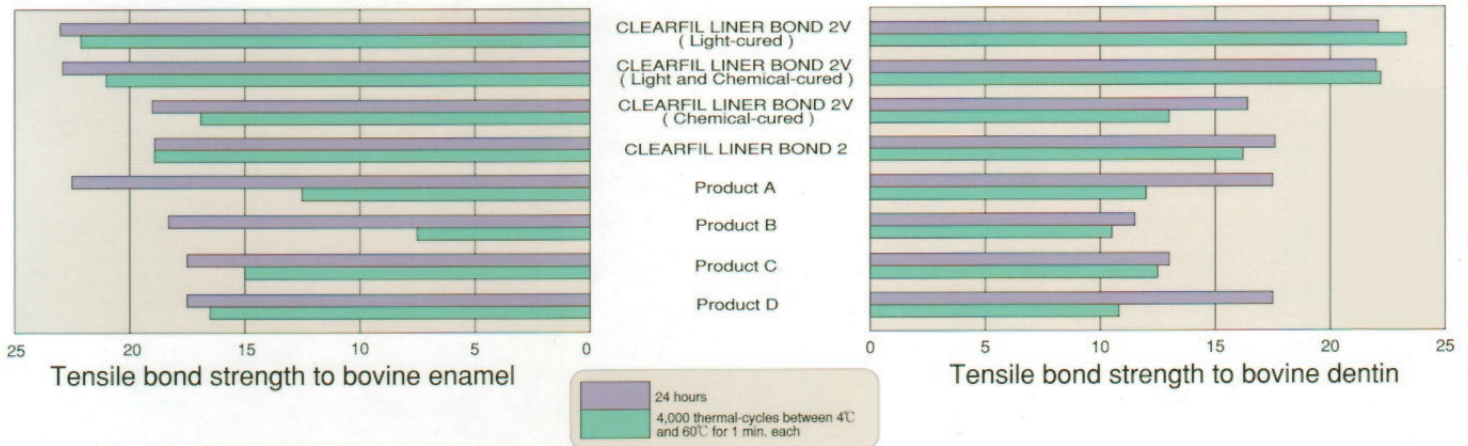 CLEARFIL LINER BOND 2V
( Light-cured )
CLEARFIL LINER BOND 2V
( Light and Chemical-cured )
CLEARFIL LINER BOND 2V
( Chemical-cured )
CLEARFIL LINER BOND 2
Product A
Product B
Product C
Product D
25 20 15 10 5 0
Tensile bond strength to bovine enamel
0 5 10 15 20 25
Tensile bond strength to bovine dentin
24 hours
4,000 thermal-cycles between 4℃
and 60℃ for 1 min. each